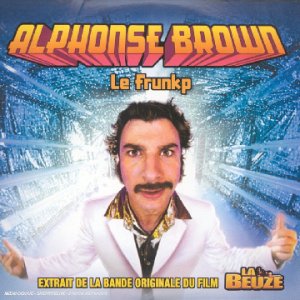 ALPHONSE BROWN
Le frunkp
EXTRAIT DE LA BANDE ORIGINALE DU FILM
LA
BEUZE